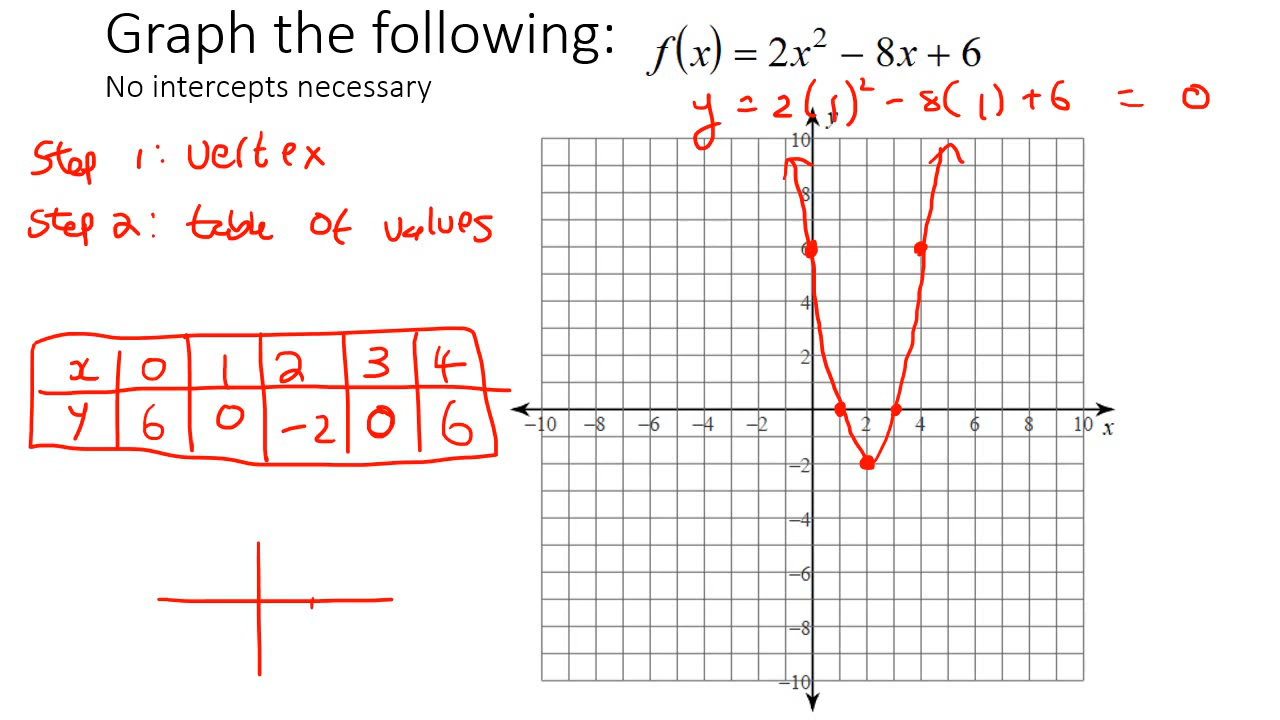 Graph the following:
f(x) = 2x² − 8x + 6
No intercepts necessary
y = 2(1)² - 8(1) + 6 = 0
Step 1: vertex
Step 2: table of values
x 0 1 2 3 4
y 6 0 -2 0 6
y
10
8
6
4
2
−10 −8 −6 −4 −2 2 4 6 8 10 x
−2
−4
−6
−8
−10